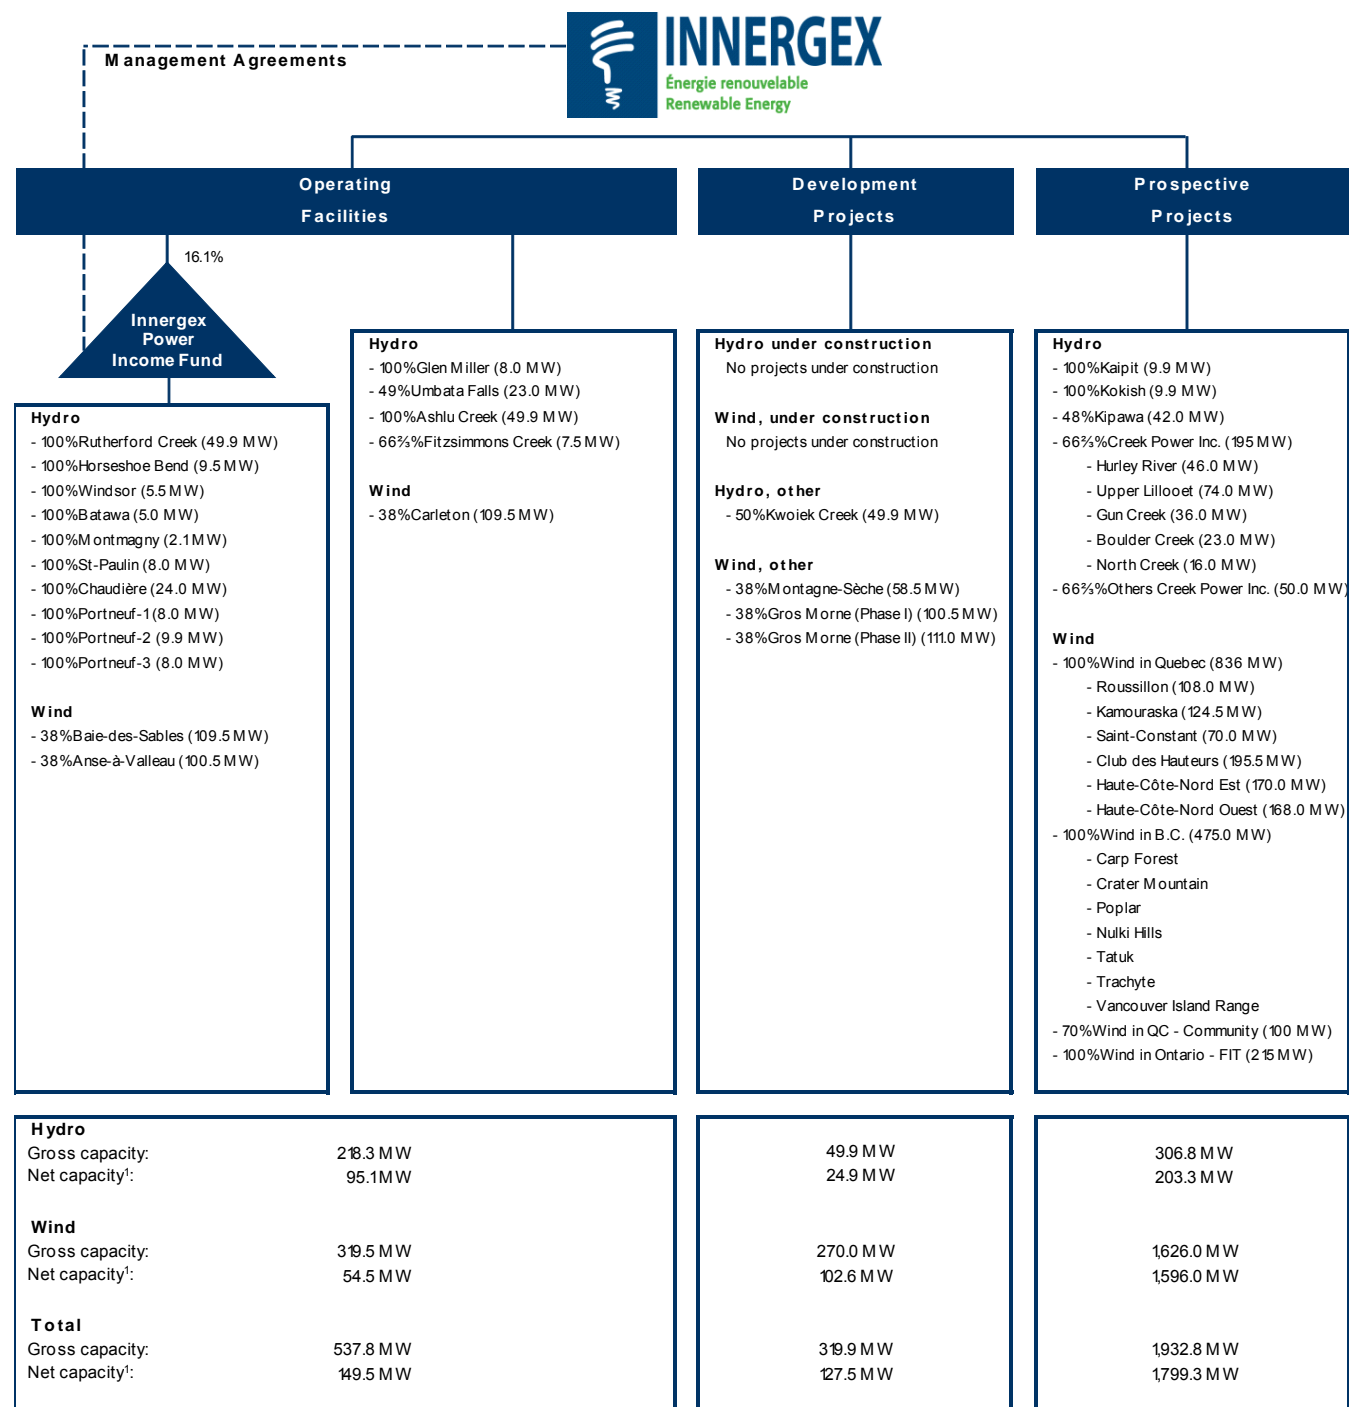 INNERGEX
Énergie renouvelable
Renewable Energy
Management Agreements
Operating
Facilities
Development
Projects
Prospective
Projects
16.1%
Innergex
Power
Income Fund
Hydro
- 100%Rutherford Creek (49.9 MW)
- 100%Horseshoe Bend (9.5 MW)
- 100%Windsor (5.5 MW)
- 100%Batawa (5.0 MW)
- 100%Montmagny (2.1 MW)
- 100%St-Paulin (8.0 MW)
- 100%Chaudière (24.0 MW)
- 100%Portneuf-1 (8.0 MW)
- 100%Portneuf-2 (9.9 MW)
- 100%Portneuf-3 (8.0 MW)
Wind
- 38%Baie-des-Sables (109.5 MW)
- 38%Anse-à-Valleau (100.5 MW)
Hydro
- 100%Glen Miller (8.0 MW)
- 49%Umbata Falls (23.0 MW)
- 100%Ashlu Creek (49.9 MW)
- 66⅔%Fitzsimmons Creek (7.5 MW)
Wind
- 38%Carleton (109.5 MW)
Hydro under construction
No projects under construction
Wind, under construction
No projects under construction
Hydro, other
- 50%Kwoiek Creek (49.9 MW)
Wind, other
- 38%Montagne-Sèche (58.5 MW)
- 38%Gros Morne (Phase I) (100.5 MW)
- 38%Gros Morne (Phase II) (111.0 MW)
Hydro
- 100%Kaipit (9.9 MW)
- 100%Kokish (9.9 MW)
- 48%Kipawa (42.0 MW)
- 66⅔%Creek Power Inc. (195 MW)
- Hurley River (46.0 MW)
- Upper Lillooet (74.0 MW)
- Gun Creek (36.0 MW)
- Boulder Creek (23.0 MW)
- North Creek (16.0 MW)
- 66⅔%Others Creek Power Inc. (50.0 MW)
Wind
- 100%Wind in Quebec (836 MW)
- Roussillon (108.0 MW)
- Kamouraska (124.5 MW)
- Saint-Constant (70.0 MW)
- Club des Hauteurs (195.5 MW)
- Haute-Côte-Nord Est (170.0 MW)
- Haute-Côte-Nord Ouest (168.0 MW)
- 100%Wind in B.C. (475.0 MW)
- Carp Forest
- Crater Mountain
- Poplar
- Nulki Hills
- Tatuk
- Trachyte
- Vancouver Island Range
- 70%Wind in QC - Community (100 MW)
- 100%Wind in Ontario - FIT (215 MW)
Hydro
Gross capacity: 218.3 MW 49.9 MW 306.8 MW
Net capacity¹: 95.1 MW 24.9 MW 203.3 MW
Wind
Gross capacity: 319.5 MW 270.0 MW 1,626.0 MW
Net capacity¹: 54.5 MW 102.6 MW 1,596.0 MW
Total
Gross capacity: 537.8 MW 319.9 MW 1,932.8 MW
Net capacity¹: 149.5 MW 127.5 MW 1,799.3 MW